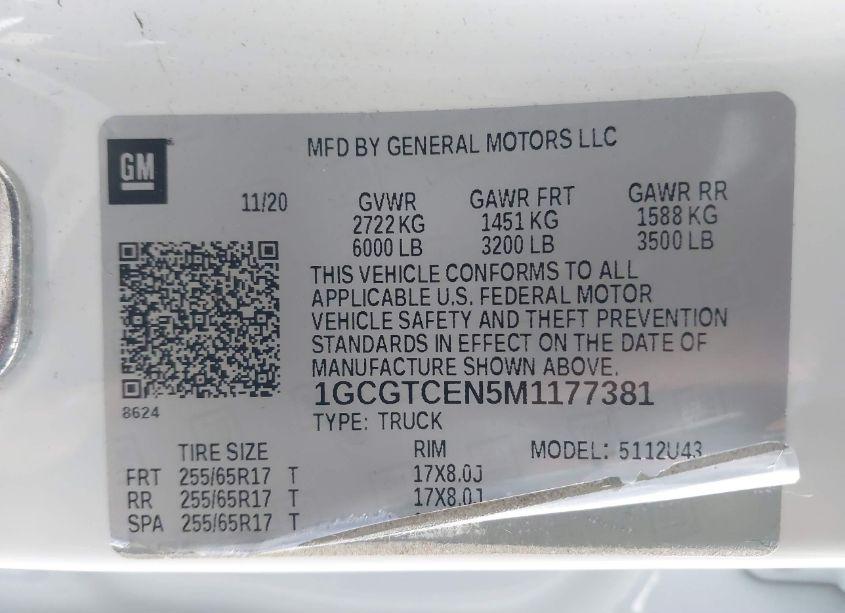 GM
MFD BY GENERAL MOTORS LLC
11/20
GVWR GAWR FRT GAWR RR
2722 KG 1451 KG 1588 KG
6000 LB 3200 LB 3500 LB
THIS VEHICLE CONFORMS TO ALL
APPLICABLE U.S. FEDERAL MOTOR
VEHICLE SAFETY AND THEFT PREVENTION
STANDARDS IN EFFECT ON THE DATE OF
MANUFACTURE SHOWN ABOVE.
1GCGTCEN5M1177381
8624
TYPE: TRUCK
TIRE SIZE RIM MODEL: 5112U43
FRT 255/65R17 T 17X8.0J
RR 255/65R17 T 17X8.0J
SPA 255/65R17 T